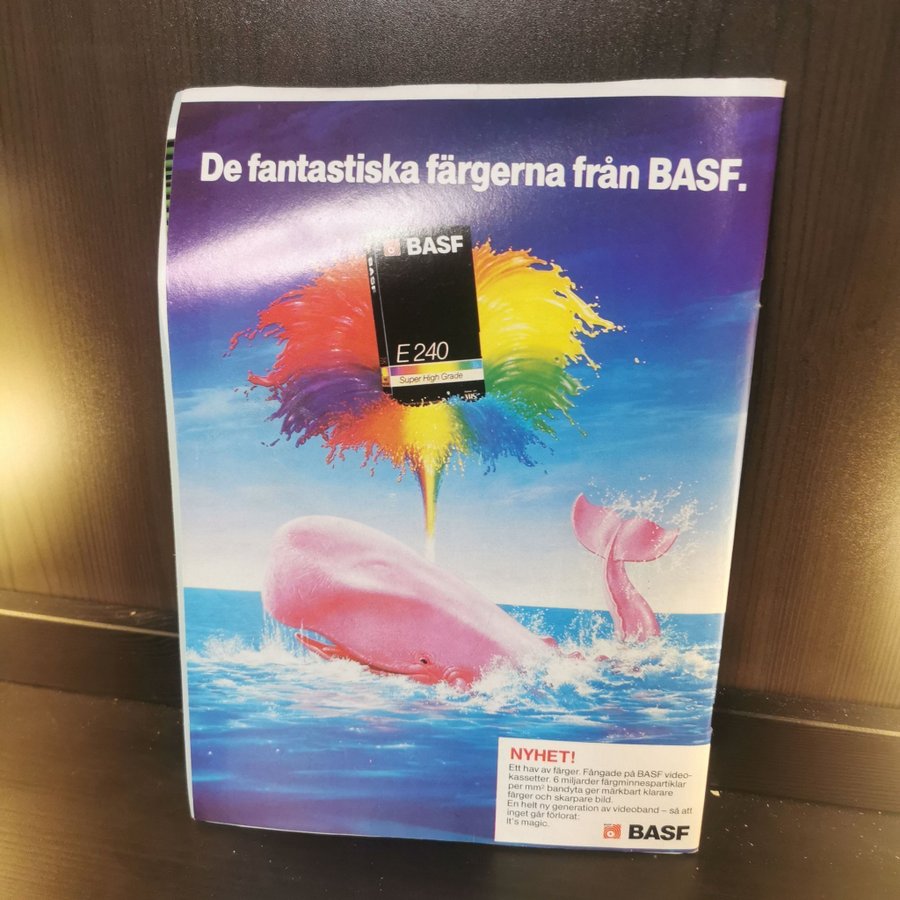 De fantastiska färgerna från BASF.
BASF
BASF
E 240
Super High Grade
VHS
NYHET!
Ett hav av färger. Fångade på BASF video-
kassetter. 6 miljarder färgminnespartiklar
per mm² bandyta ger märkbart klarare
färger och skarpare bild.
En helt ny generation av videoband – så att
inget går förlorat:
It's magic.
BASF